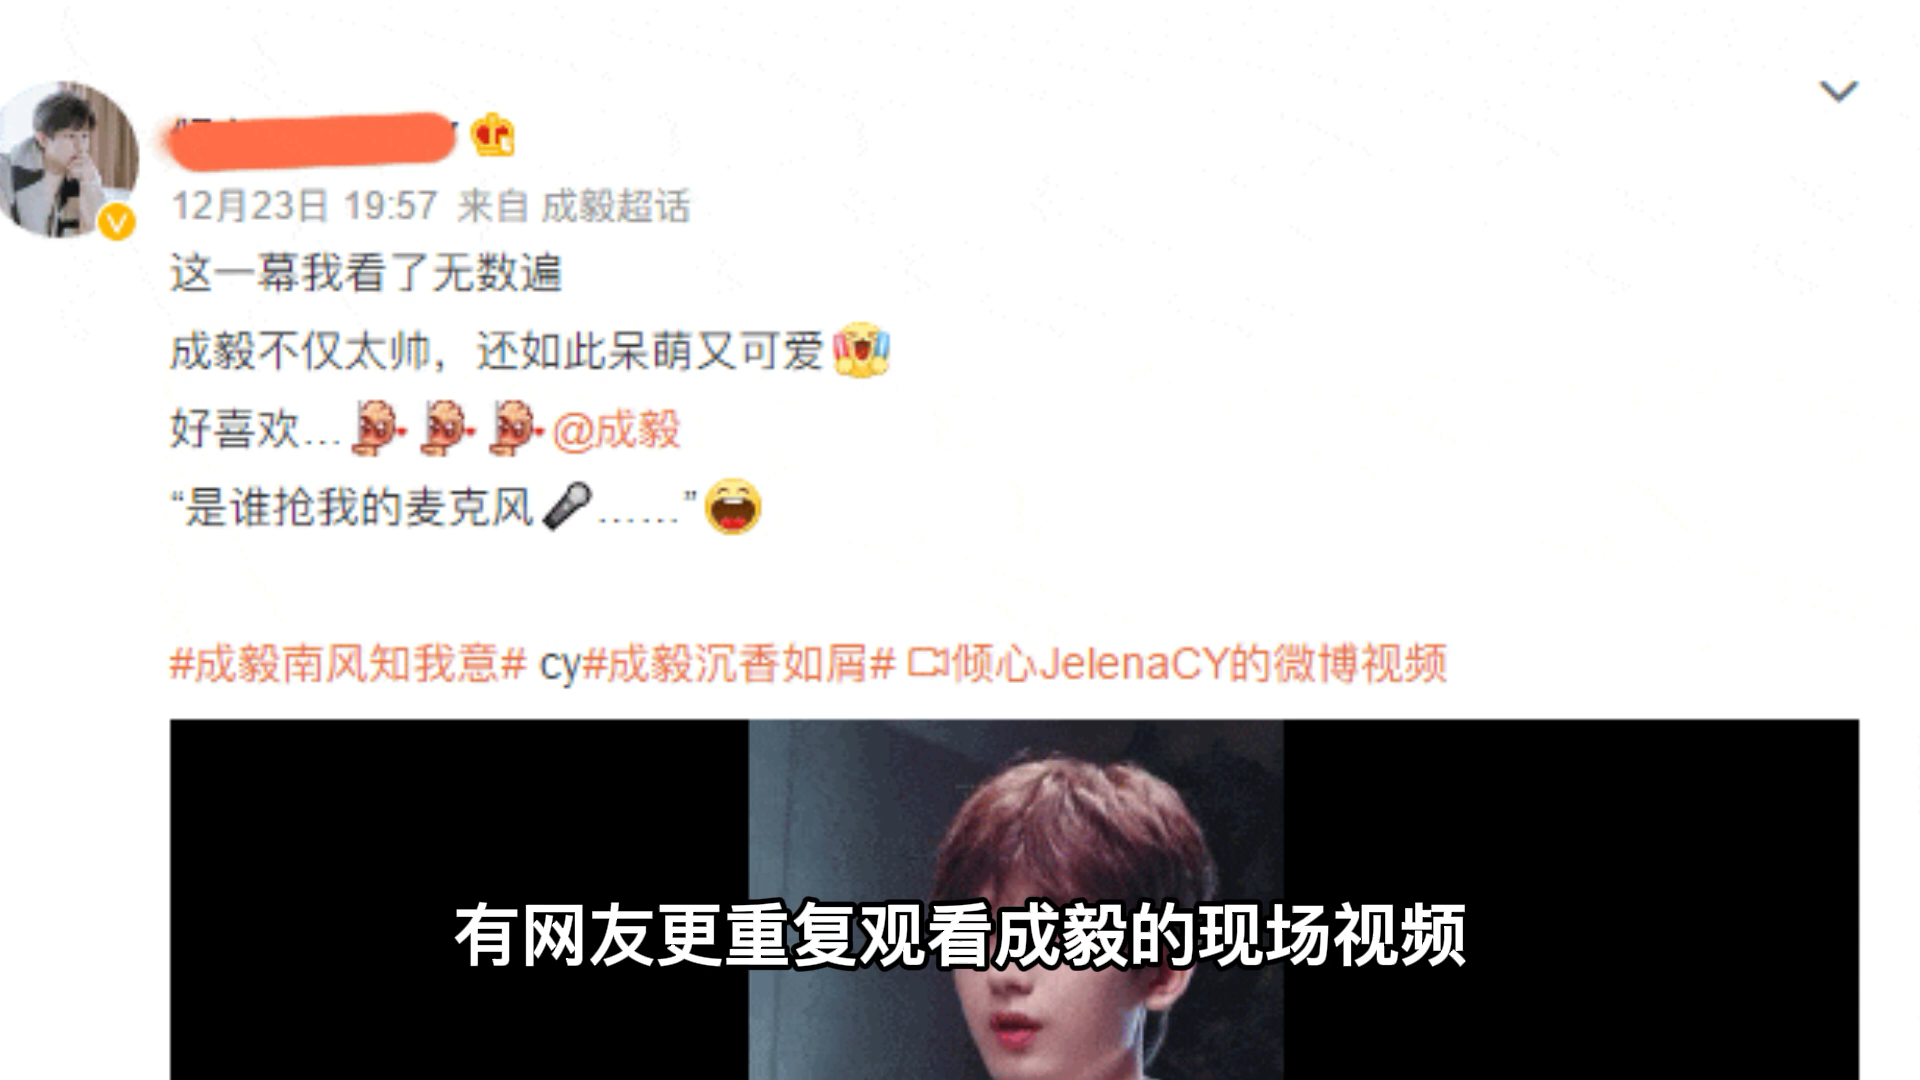 12月23日 19:57 来自 成毅超话
这一幕我看了无数遍
成毅不仅太帅，还如此呆萌又可爱
好喜欢…@成毅
“是谁抢我的麦克风🎤……”
#成毅南风知我意# cy#成毅沉香如屑# 倾心JelenaCY的微博视频
有网友更重复观看成毅的现场视频